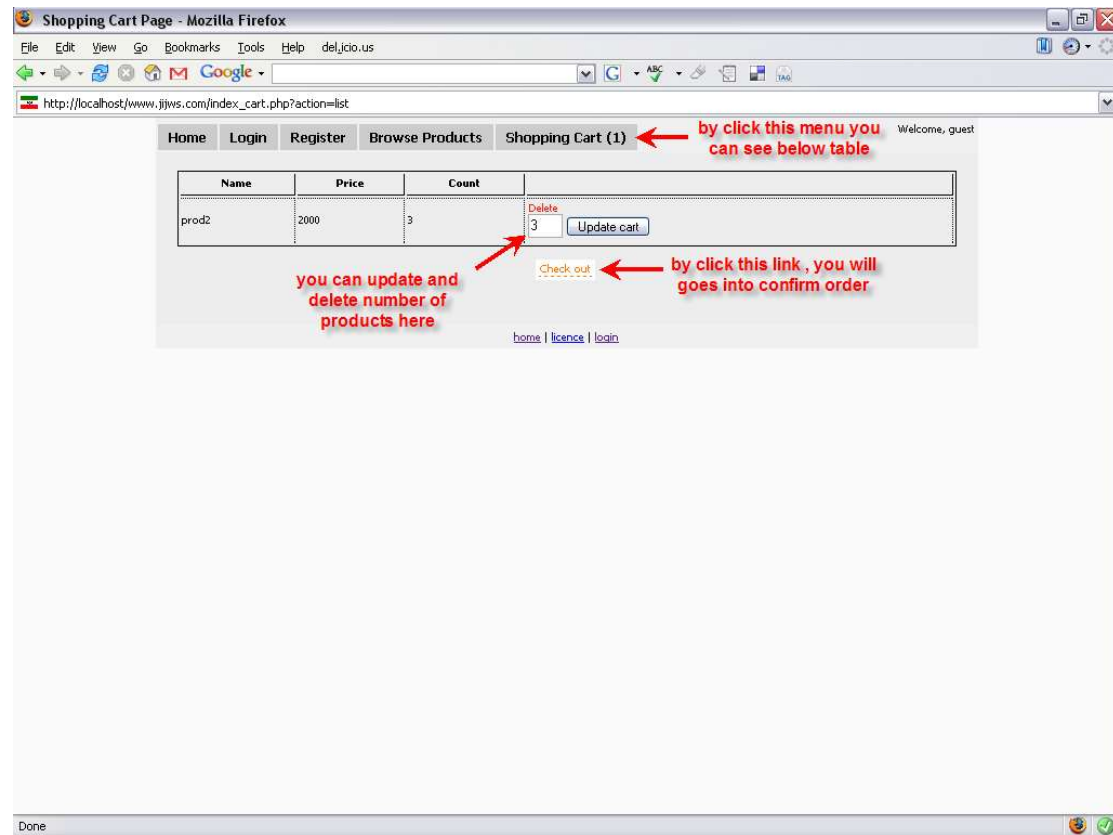 Shopping Cart Page - Mozilla Firefox
File Edit View Go Bookmarks Tools Help del.icio.us
Google
G ABC TAG
http://localhost/www.jijws.com/index_cart.php?action=list
Home Login Register Browse Products Shopping Cart (1)
by click this menu you
can see below table
Welcome, guest
Name Price Count
prod2 2000 3
Delete
3 Update cart
you can update and
delete number of
products here
Check out
by click this link , you will
goes into confirm order
home | licence | login
Done